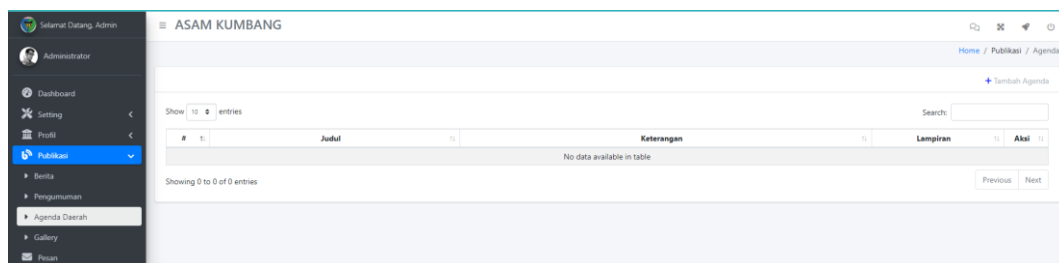 Selamat Datang, Admin
ASAM KUMBANG
Administrator
Home / Publikasi / Agenda
Dashboard
Setting
Profil
Publikasi
Berita
Pengumuman
Agenda Daerah
Gallery
Pesan
+ Tambah Agenda
Show 10 entries
Search:
# Judul Keterangan Lampiran Aksi
No data available in table
Showing 0 to 0 of 0 entries
Previous Next